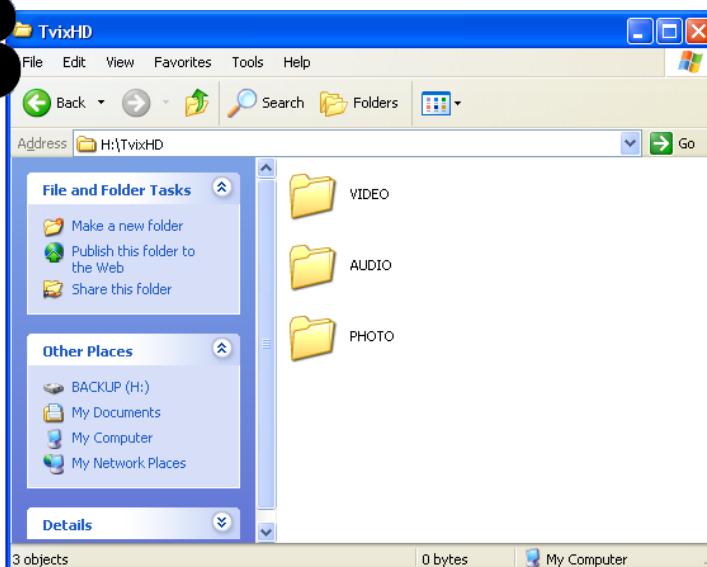 TvixHD
File Edit View Favorites Tools Help
Back Search Folders
Address H:\TvixHD Go
File and Folder Tasks
Make a new folder
Publish this folder to
the Web
Share this folder
Other Places
BACKUP (H:)
My Documents
My Computer
My Network Places
Details
VIDEO
AUDIO
PHOTO
3 objects 0 bytes My Computer